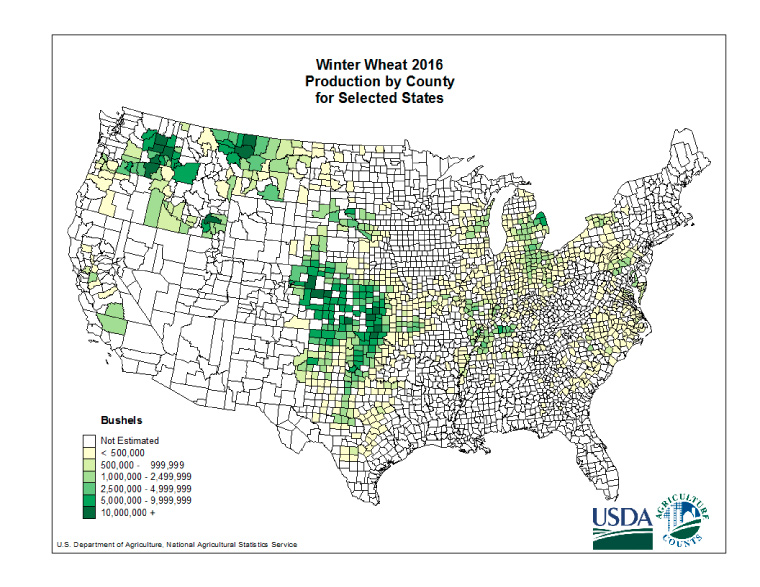 Winter Wheat 2016
Production by County
for Selected States
Bushels
Not Estimated
< 500,000
500,000 - 999,999
1,000,000 - 2,499,999
2,500,000 - 4,999,999
5,000,000 - 9,999,999
10,000,000 +
USDA
AGRICULTURE
COUNTS
U.S. Department of Agriculture, National Agricultural Statistics Service